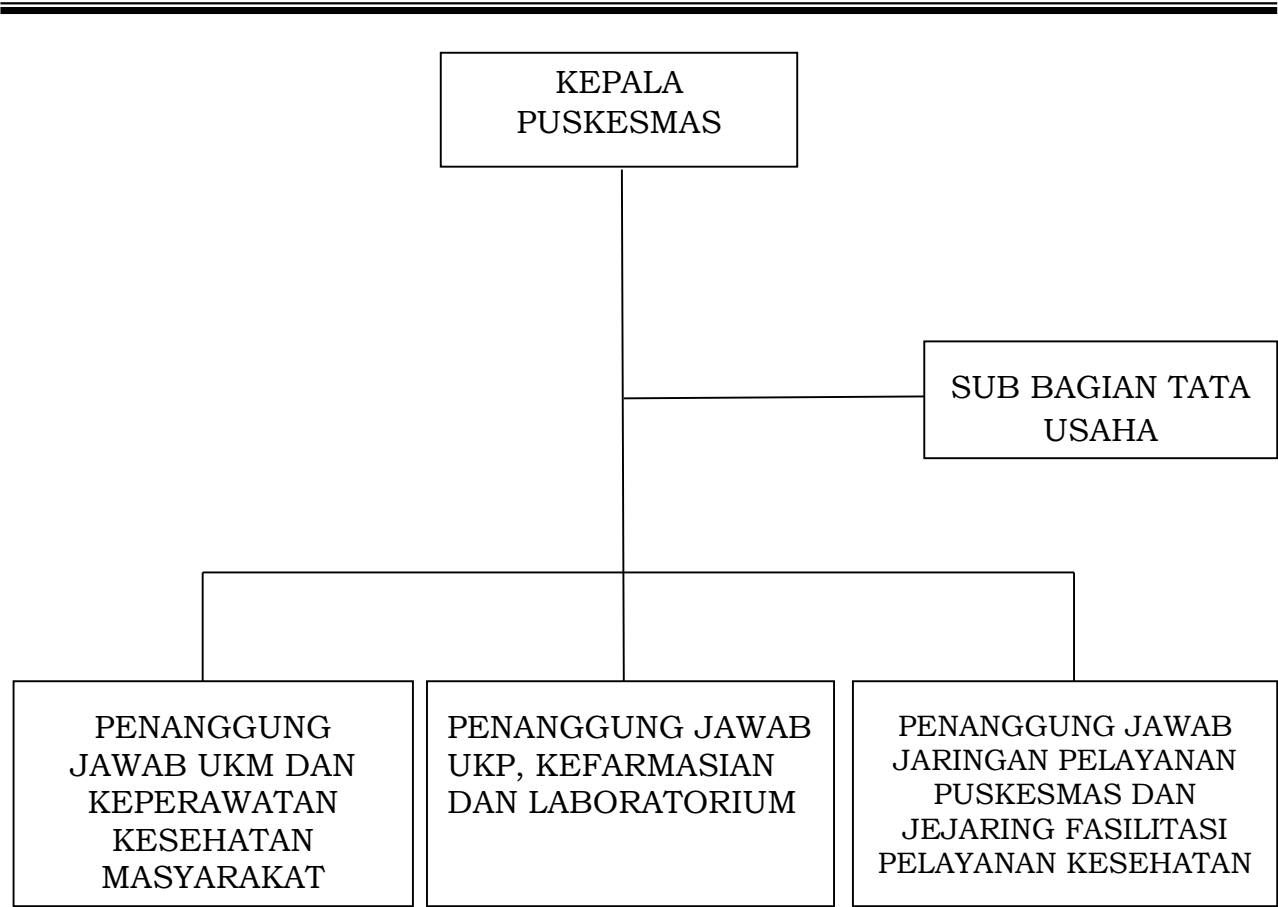 KEPALA
PUSKESMAS
SUB BAGIAN TATA
USAHA
PENANGGUNG
JAWAB UKM DAN
KEPERAWATAN
KESEHATAN
MASYARAKAT
PENANGGUNG JAWAB
UKP, KEFARMASIAN
DAN LABORATORIUM
PENANGGUNG JAWAB
JARINGAN PELAYANAN
PUSKESMAS DAN
JEJARING FASILITASI
PELAYANAN KESEHATAN